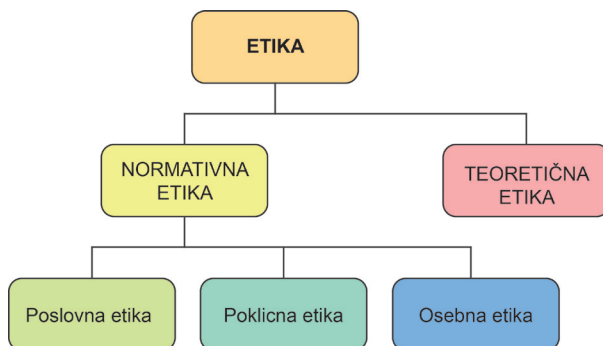 ETIKA
NORMATIVNA
ETIKA
TEORETIČNA
ETIKA
Poslovna etika
Poklicna etika
Osebna etika